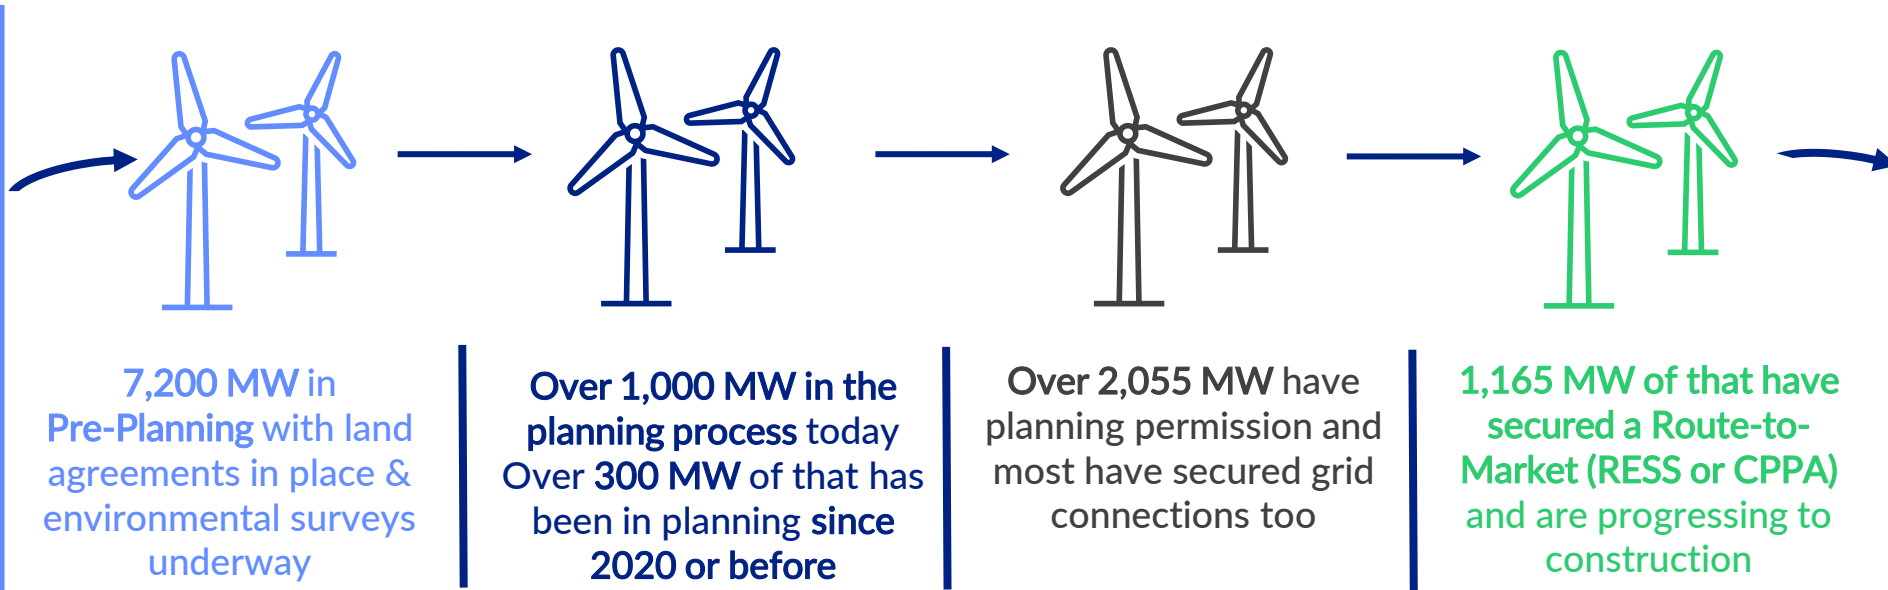 7,200 MW in
Pre-Planning with land
agreements in place &
environmental surveys
underway
Over 1,000 MW in the
planning process today
Over 300 MW of that has
been in planning since
2020 or before
Over 2,055 MW have
planning permission and
most have secured grid
connections too
1,165 MW of that have
secured a Route-to-
Market (RESS or CPPA)
and are progressing to
construction